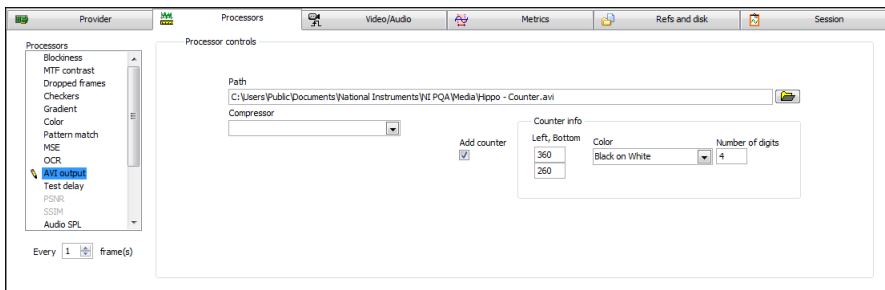 Provider Processors Video/Audio Metrics Refs and disk Session
Processors
Blockiness
MTF contrast
Dropped frames
Checkers
Gradient
Color
Pattern match
MSE
OCR
AVI output
Test delay
PSNR
SSIM
Audio SPL
Every 1 frame(s)
Processor controls
Path
C:\Users\Public\Documents\National Instruments\NI PQA\Media\Hippo - Counter.avi
Compressor
Add counter
Counter info
Left, Bottom
360
260
Color
Black on White
Number of digits
4